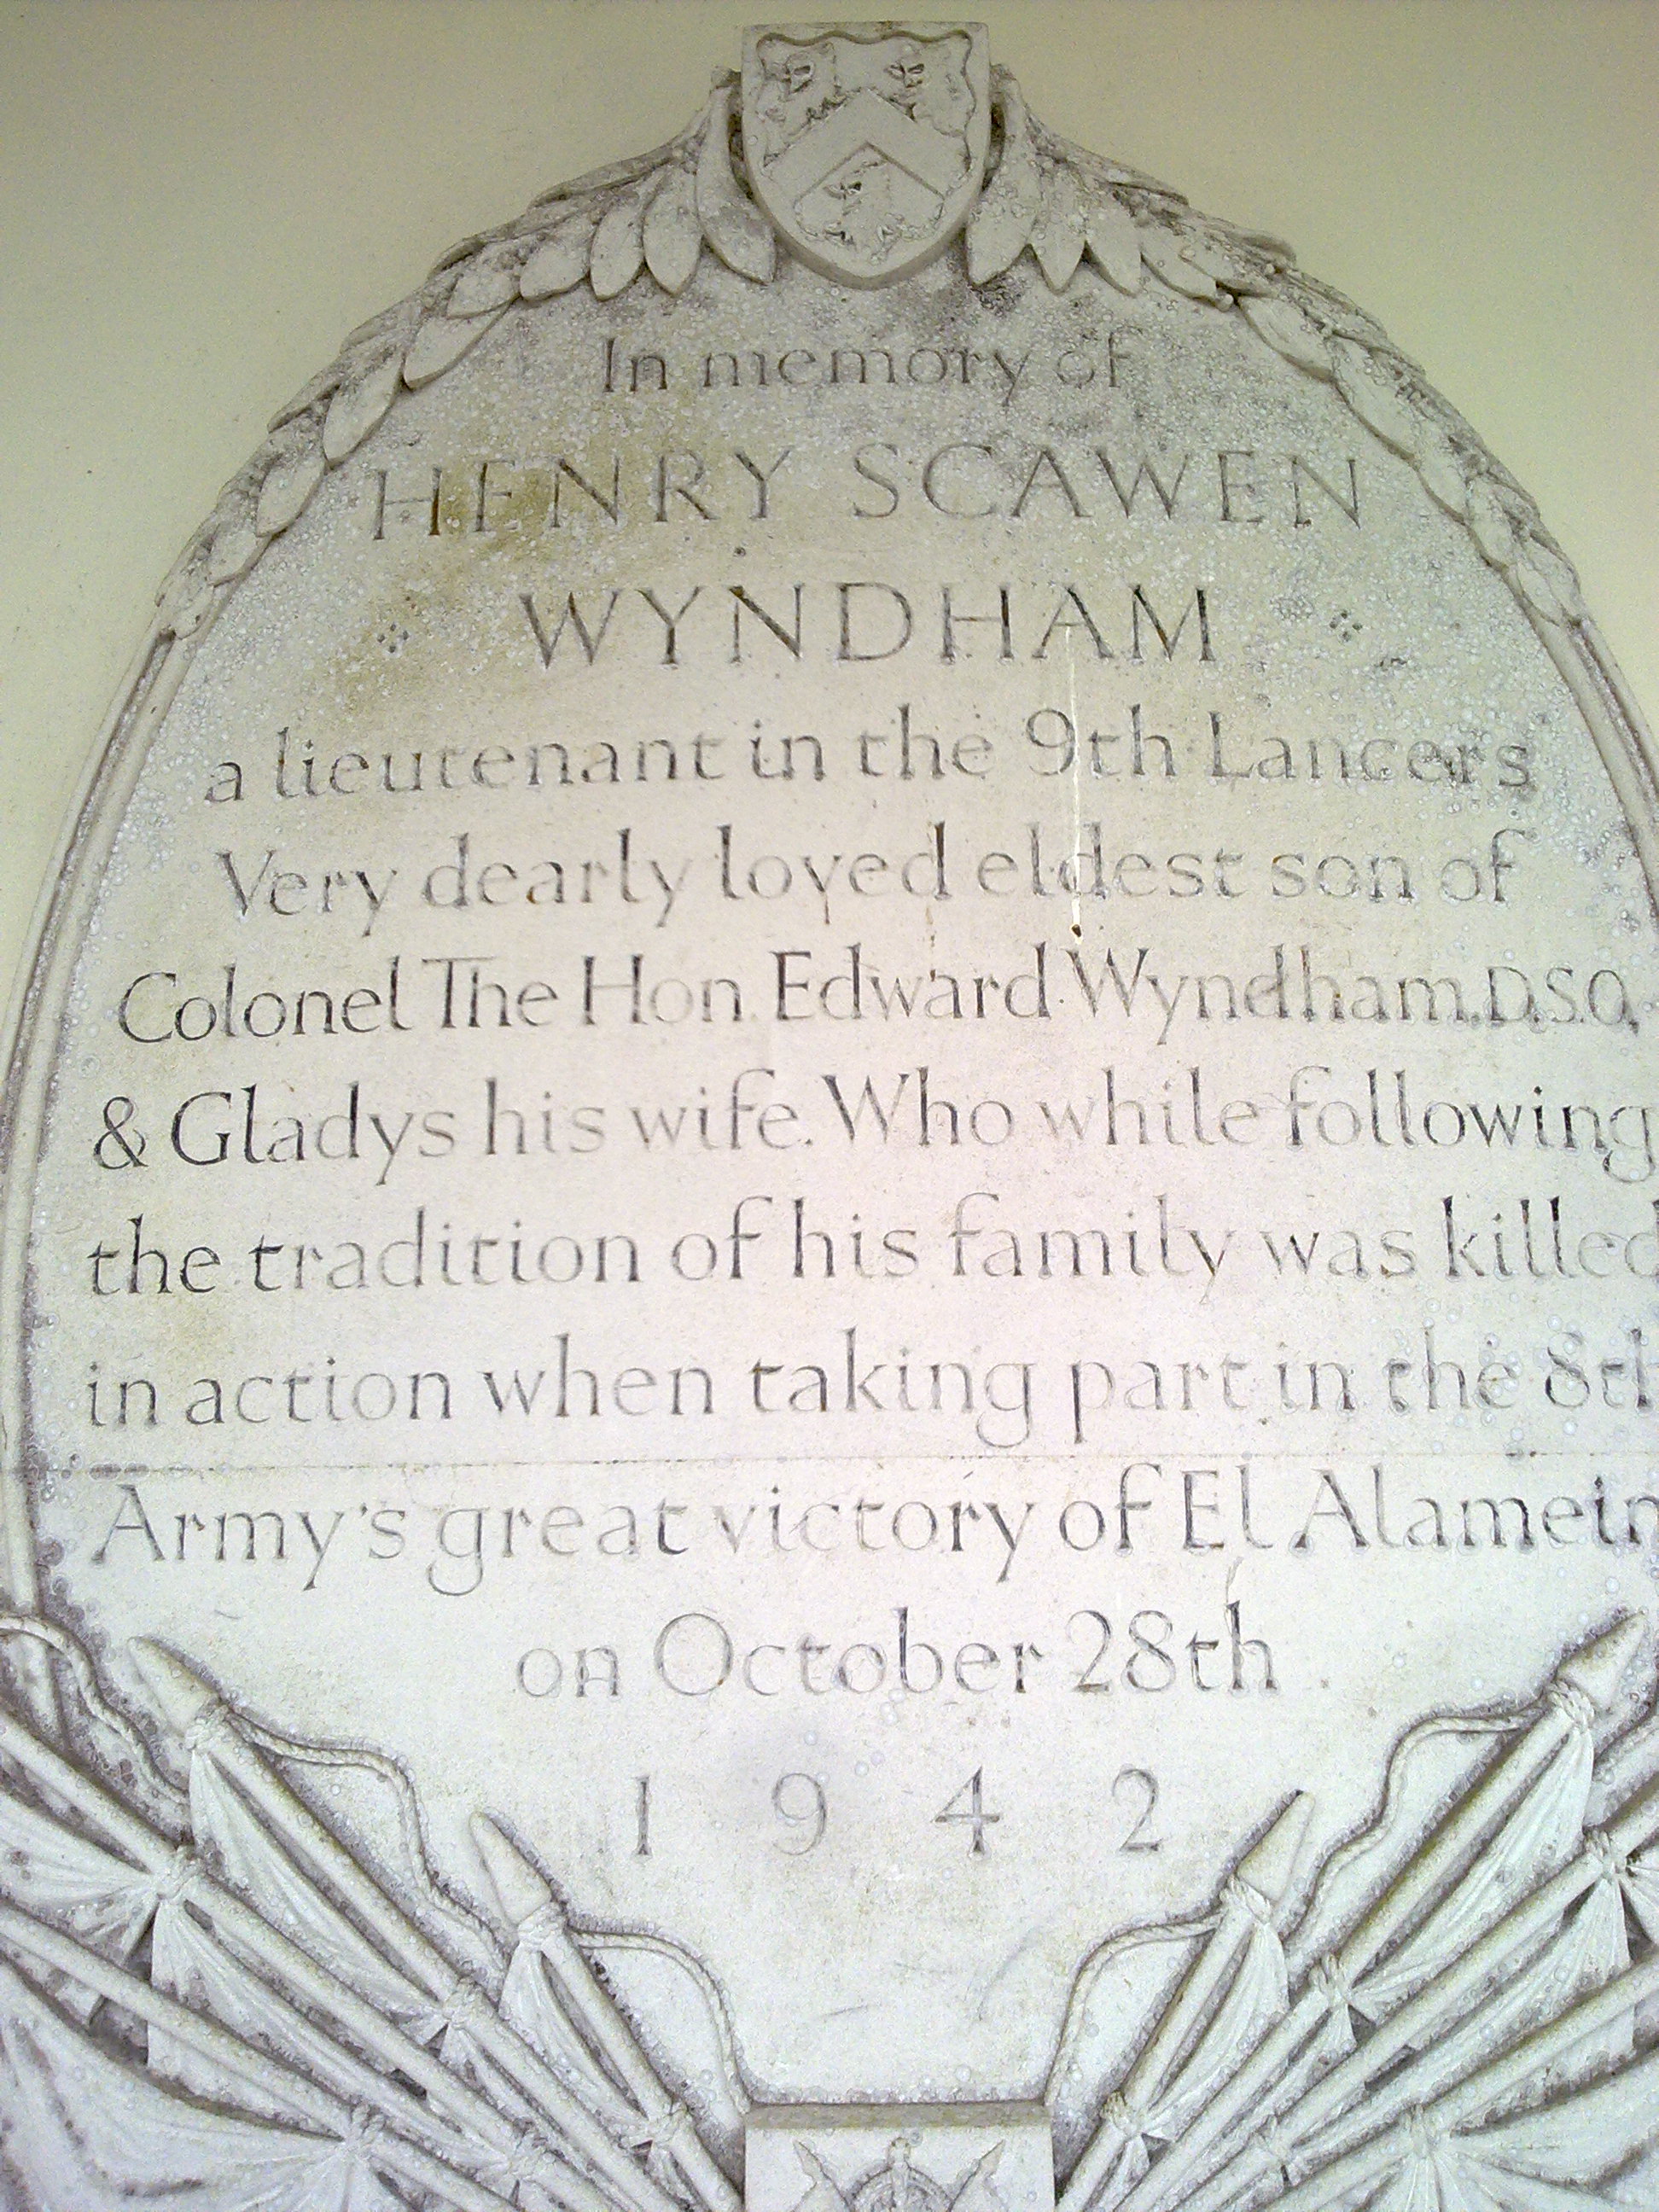 In memory of
HENRY SCAWEN
WYNDHAM
a lieutenant in the 9th Lancers
Very dearly loved eldest son of
Colonel The Hon. Edward Wyndham, D.S.O.
& Gladys his wife. Who while following
the tradition of his family was killed
in action when taking part in the 8th
Army's great victory of El Alamein
on October 28th
1942